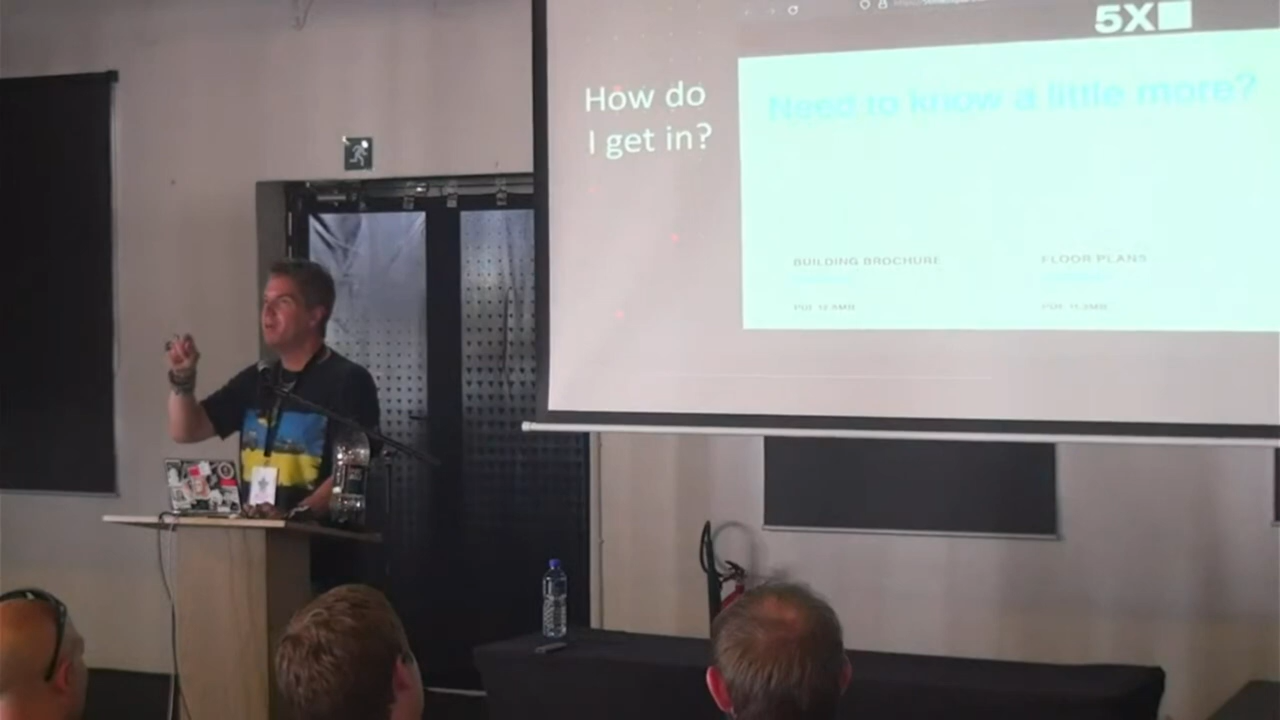 5X
How do
I get in?
Need to know a little more?
BUILDING BROCHURE
FLOOR PLANS